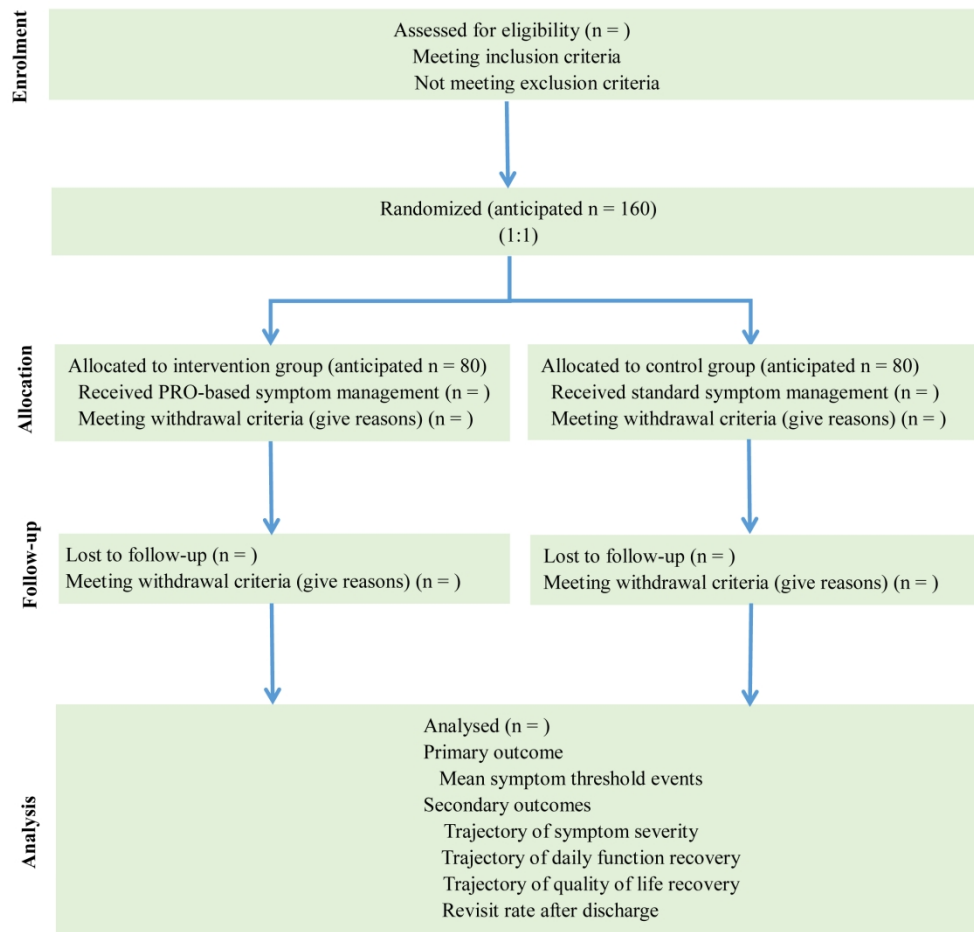 Enrolment
Assessed for eligibility (n = )
Meeting inclusion criteria
Not meeting exclusion criteria
Randomized (anticipated n = 160)
(1:1)
Allocation
Allocated to intervention group (anticipated n = 80)
Received PRO-based symptom management (n = )
Meeting withdrawal criteria (give reasons) (n = )
Allocated to control group (anticipated n = 80)
Received standard symptom management (n = )
Meeting withdrawal criteria (give reasons) (n = )
Follow-up
Lost to follow-up (n = )
Meeting withdrawal criteria (give reasons) (n = )
Lost to follow-up (n = )
Meeting withdrawal criteria (give reasons) (n = )
Analysis
Analysed (n = )
Primary outcome
Mean symptom threshold events
Secondary outcomes
Trajectory of symptom severity
Trajectory of daily function recovery
Trajectory of quality of life recovery
Revisit rate after discharge